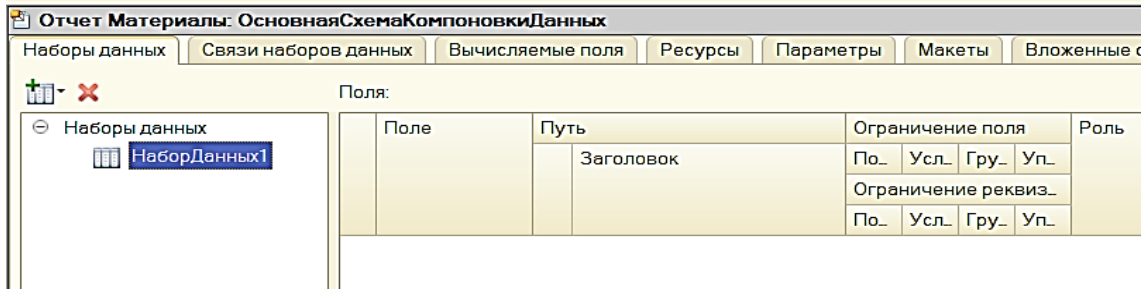 Отчет Материалы: ОсновнаяСхемаКомпоновкиДанных
Наборы данных Связи наборов данных Вычисляемые поля Ресурсы Параметры Макеты Вложенные с
Поля:
Наборы данных
НаборДанных1
Поле Путь Ограничение поля Роль
Заголовок По... Усл... Гру... Уп...
Ограничение реквиз...
По... Усл... Гру... Уп...